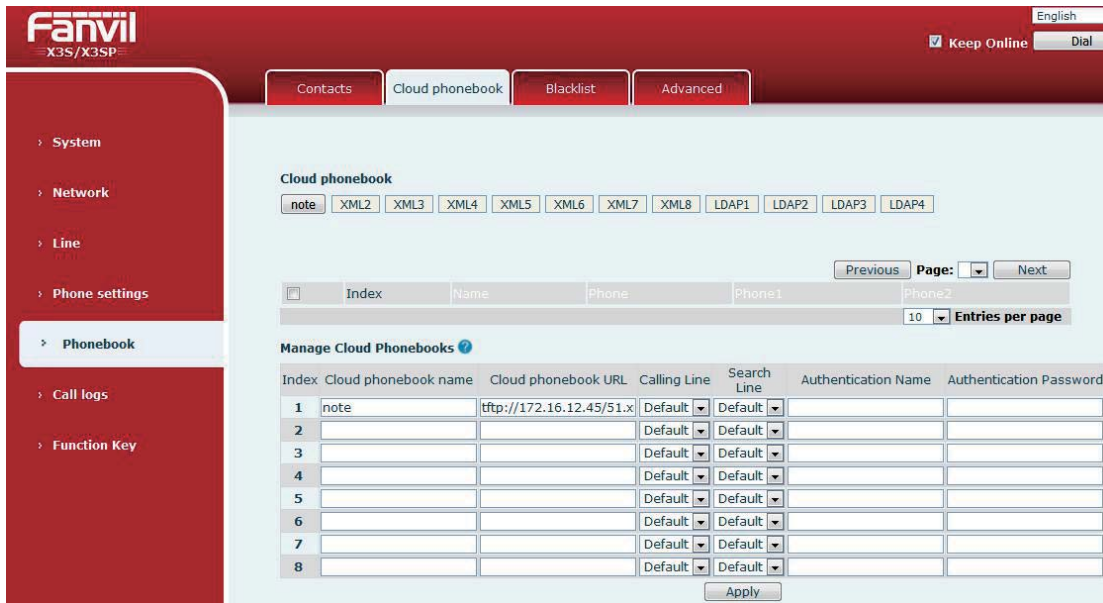 English
Fanvil
X3S/X3SP
Keep Online Dial
Contacts Cloud phonebook Blacklist Advanced
System
Network
Line
Phone settings
Phonebook
Call logs
Function Key
Cloud phonebook
note XML2 XML3 XML4 XML5 XML6 XML7 XML8 LDAP1 LDAP2 LDAP3 LDAP4
Previous Page: Next
Index Name Phone Phone1 Phone2
10 Entries per page
Manage Cloud Phonebooks ?
Index Cloud phonebook name Cloud phonebook URL Calling Line Search Line Authentication Name Authentication Password
1 note tftp://172.16.12.45/51.x Default Default
2 Default Default
3 Default Default
4 Default Default
5 Default Default
6 Default Default
7 Default Default
8 Default Default
Apply